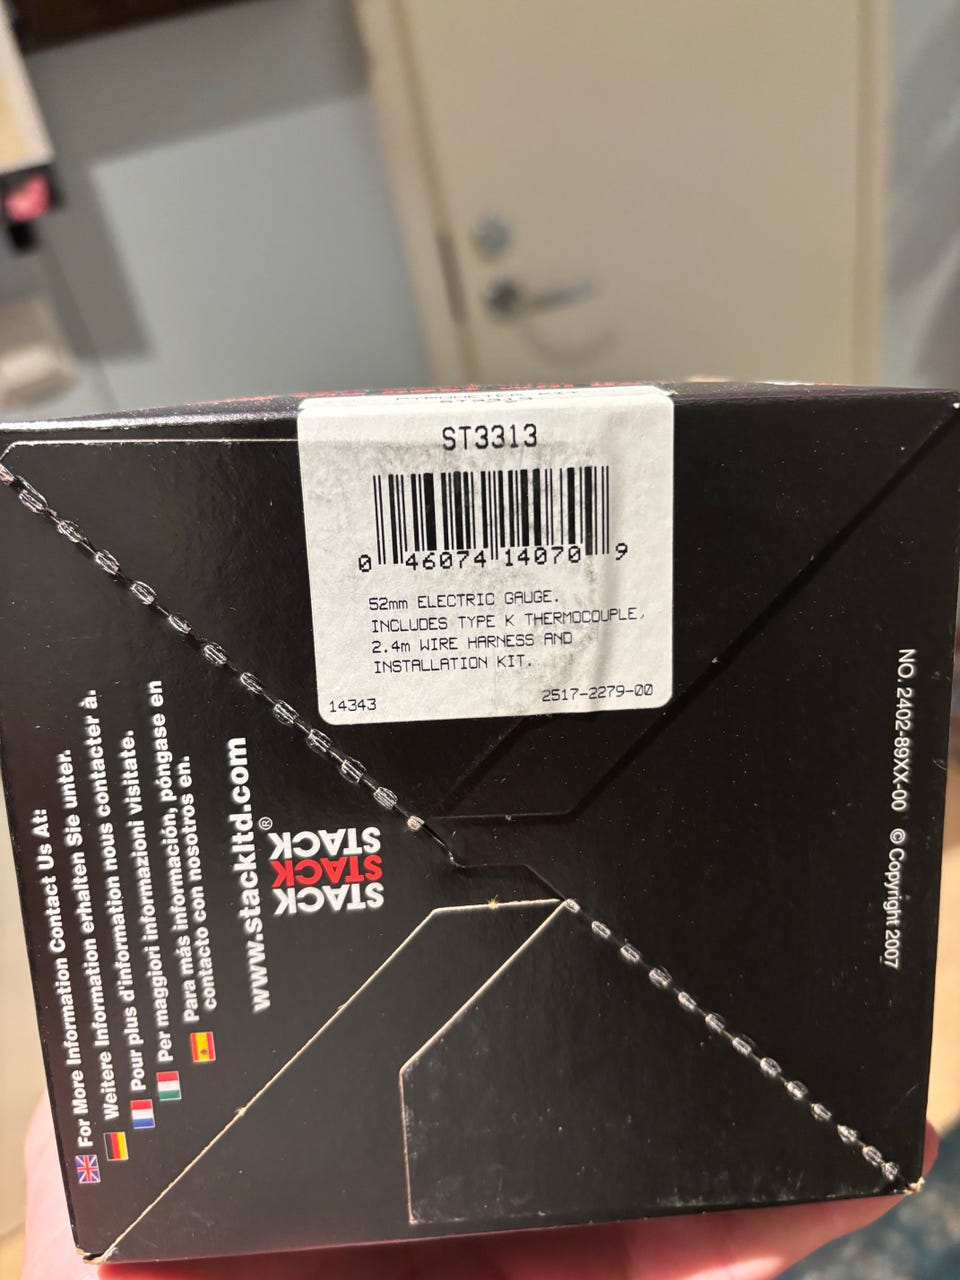 PYROMETER KIT
ST3313
ST3313
0 46074 14070 9
52mm ELECTRIC GAUGE.
INCLUDES TYPE K THERMOCOUPLE,
2.4m WIRE HARNESS AND
INSTALLATION KIT.
14343 2517-2279-00
NO. 2402-89XX-00 © Copyright 2007
For More Information Contact Us At:
Weitere Information erhalten Sie unter.
Pour plus d'information nous contacter à.
Per maggiori informazioni visitate.
Para más información, póngase en
contacto con nosotros en.
www.stackltd.com
STACK
STACK
STACK®